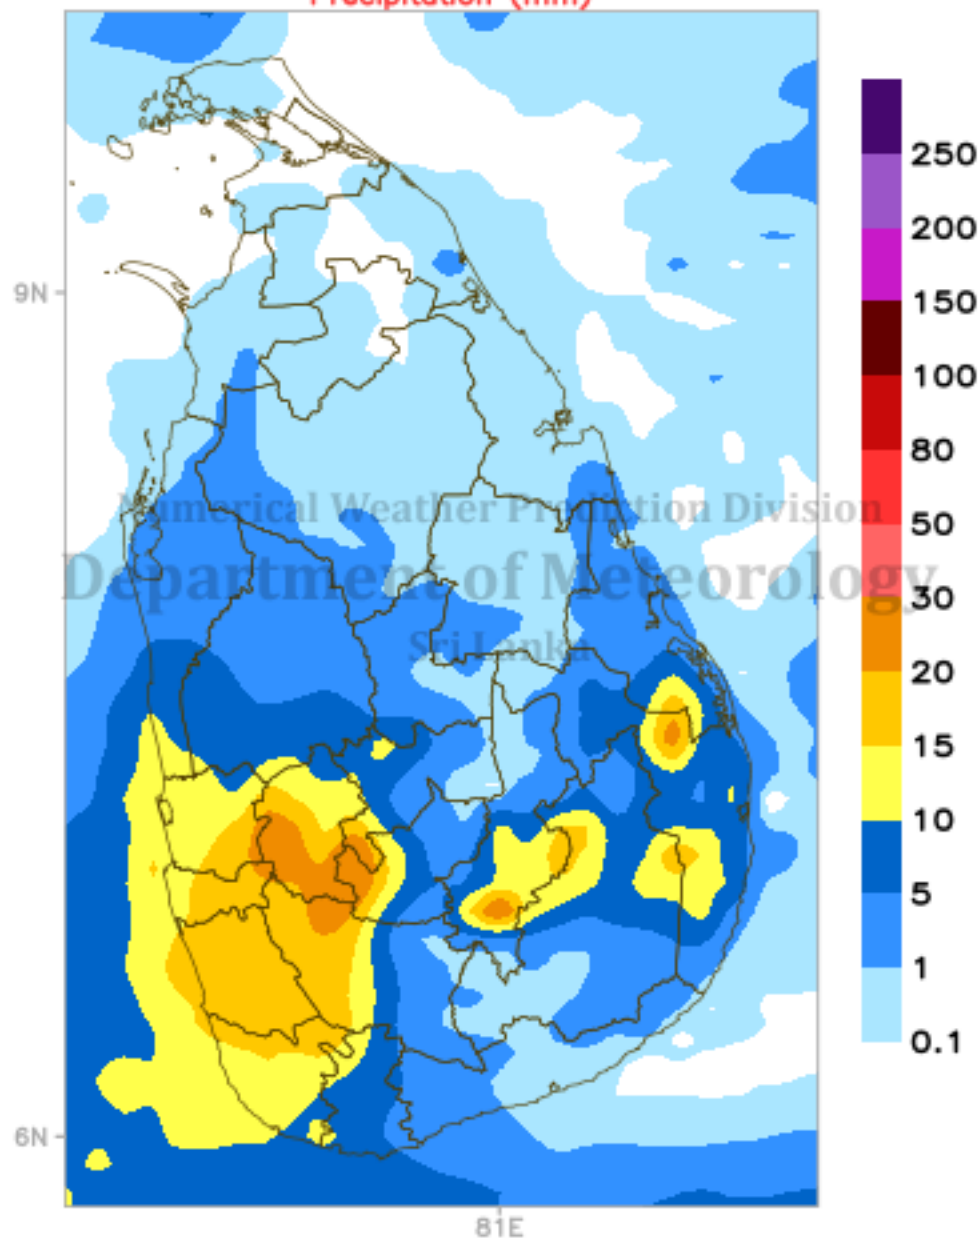 Precipitation (mm)
250
200
150
100
80
50
30
20
15
10
5
1
0.1
9N
6N
81E
Numerical Weather Prediction Division
Department of Meteorology
Sri Lanka